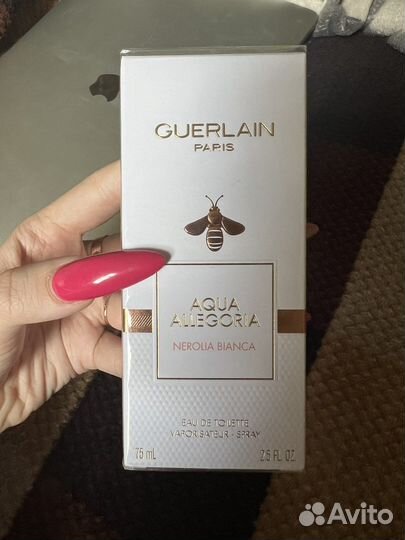 GUERLAIN
PARIS
AQUA
ALLEGORIA
NEROLIA BIANCA
EAU DE TOILETTE
VAPORISATEUR - SPRAY
75 mL 2.5 FL. OZ.
Avito